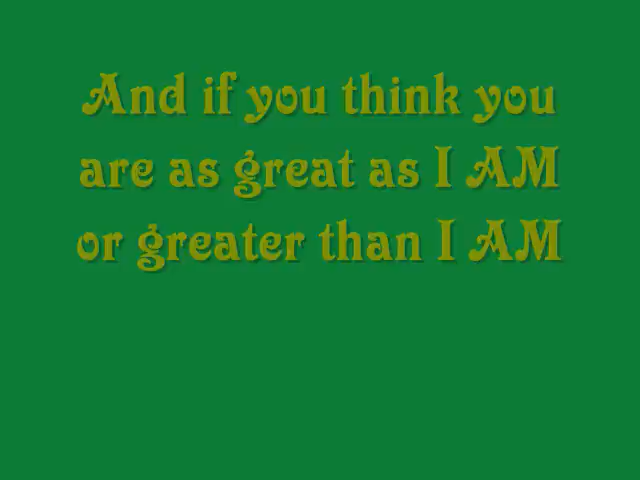 And if you think you
are as great as I AM
or greater than I AM